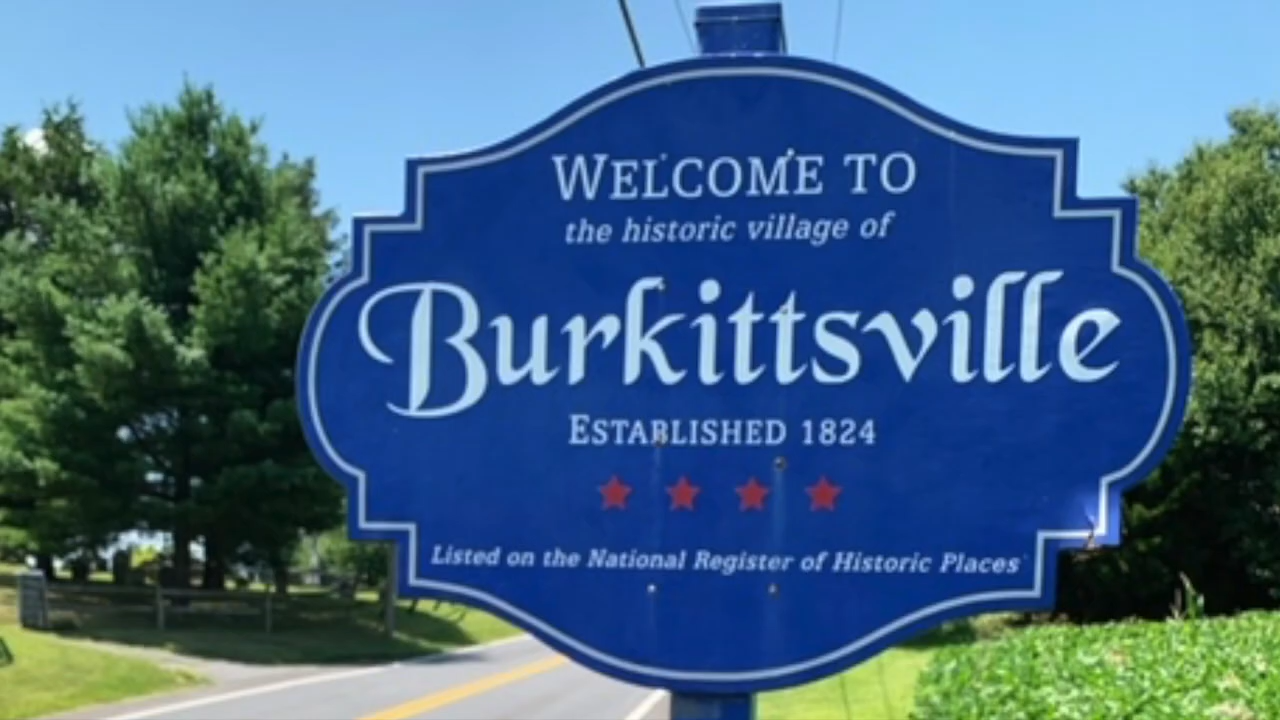 WELCOME TO
the historic village of
Burkittsville
ESTABLISHED 1824
Listed on the National Register of Historic Places